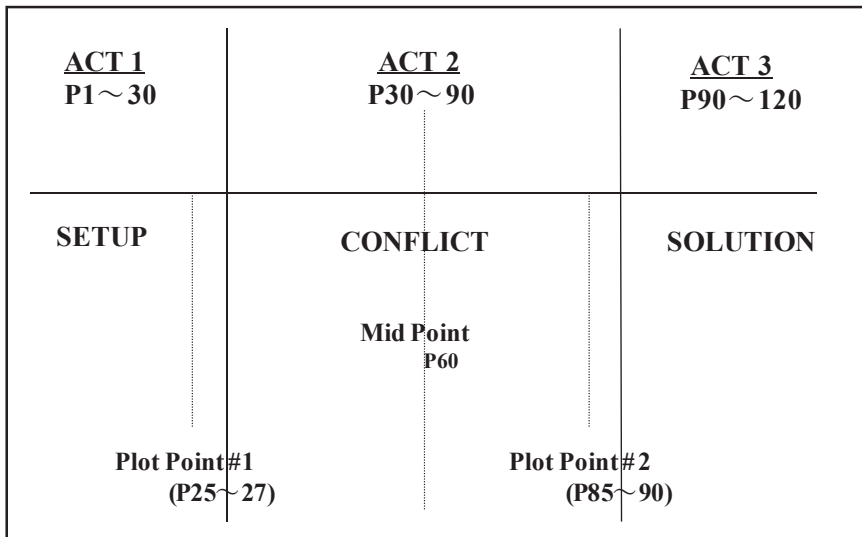 ACT 1
P1～30
ACT 2
P30～90
ACT 3
P90～120
SETUP
CONFLICT
SOLUTION
Mid Point
P60
Plot Point #1
(P25～27)
Plot Point #2
(P85～90)